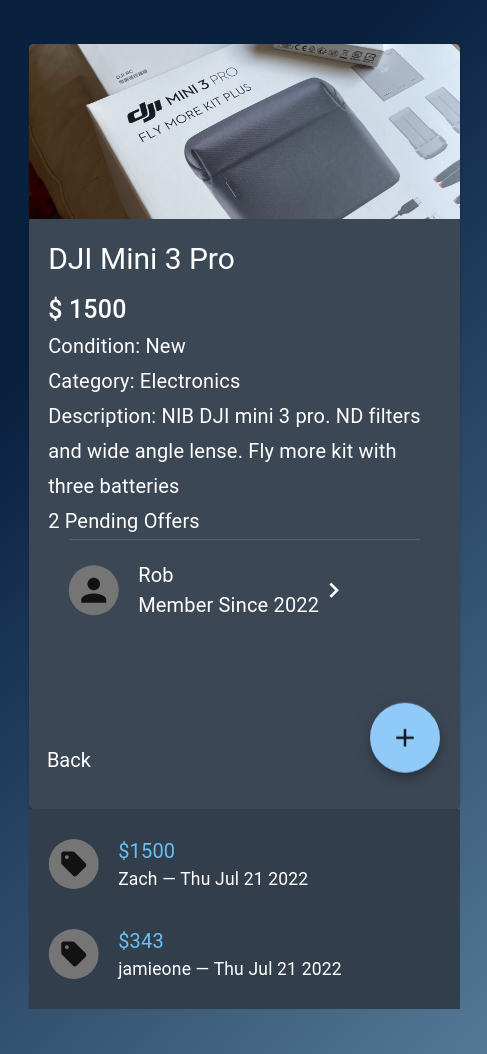 dji MINI 3 PRO
FLY MORE KIT PLUS
DJI Mini 3 Pro
$ 1500
Condition: New
Category: Electronics
Description: NIB DJI mini 3 pro. ND filters
and wide angle lense. Fly more kit with
three batteries
2 Pending Offers
Rob
Member Since 2022
Back
$1500
Zach — Thu Jul 21 2022
$343
jamieone — Thu Jul 21 2022